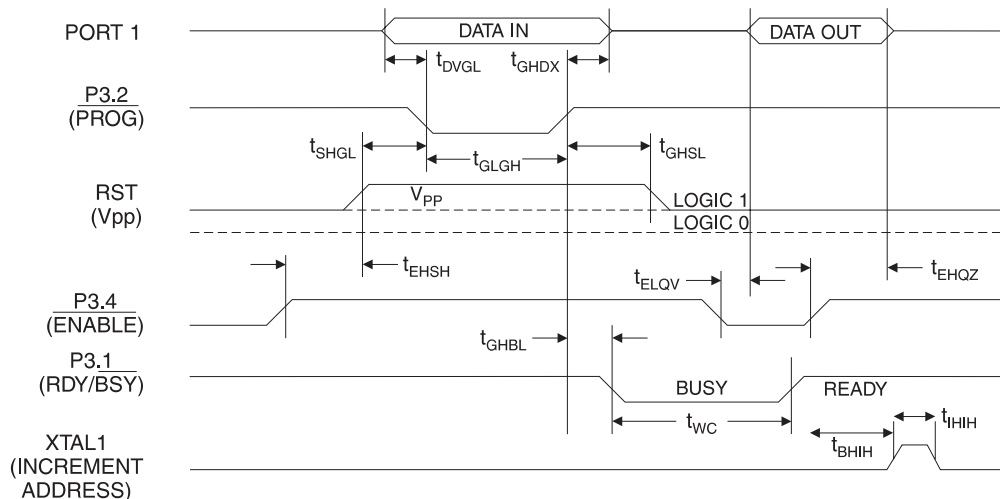 PORT 1
DATA IN
DATA OUT
tDVGL
tGHDX
P3.2
(PROG)
tSHGL
tGLGH
tGHSL
RST
(Vpp)
VPP
LOGIC 1
LOGIC 0
tEHSH
tELQV
tEHQZ
P3.4
(ENABLE)
tGHBL
P3.1
(RDY/BSY)
BUSY
READY
tWC
tIHIH
tBHIH
XTAL1
(INCREMENT
ADDRESS)